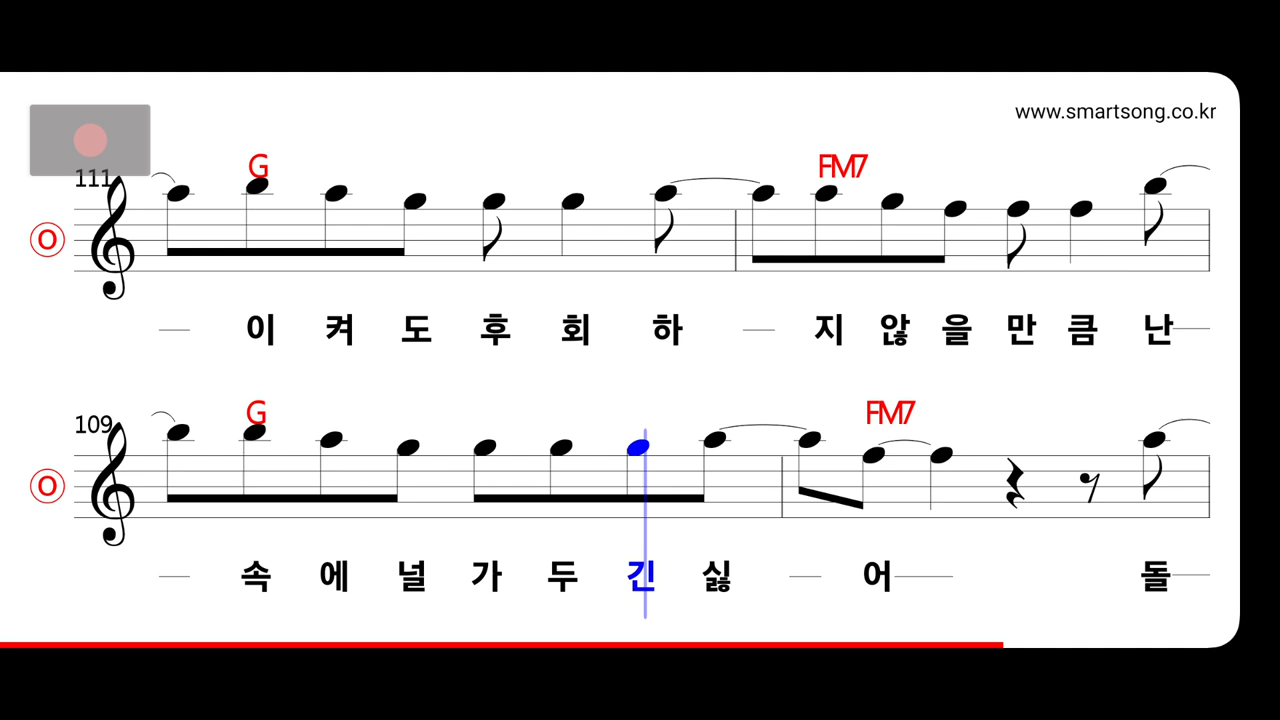 www.smartsong.co.kr
111
G FM7
O
이 켜 도 후 회 하 지 않 을 만 큼 난
109
G FM7
O
속 에 널 가 두 긴 싫 어 돌